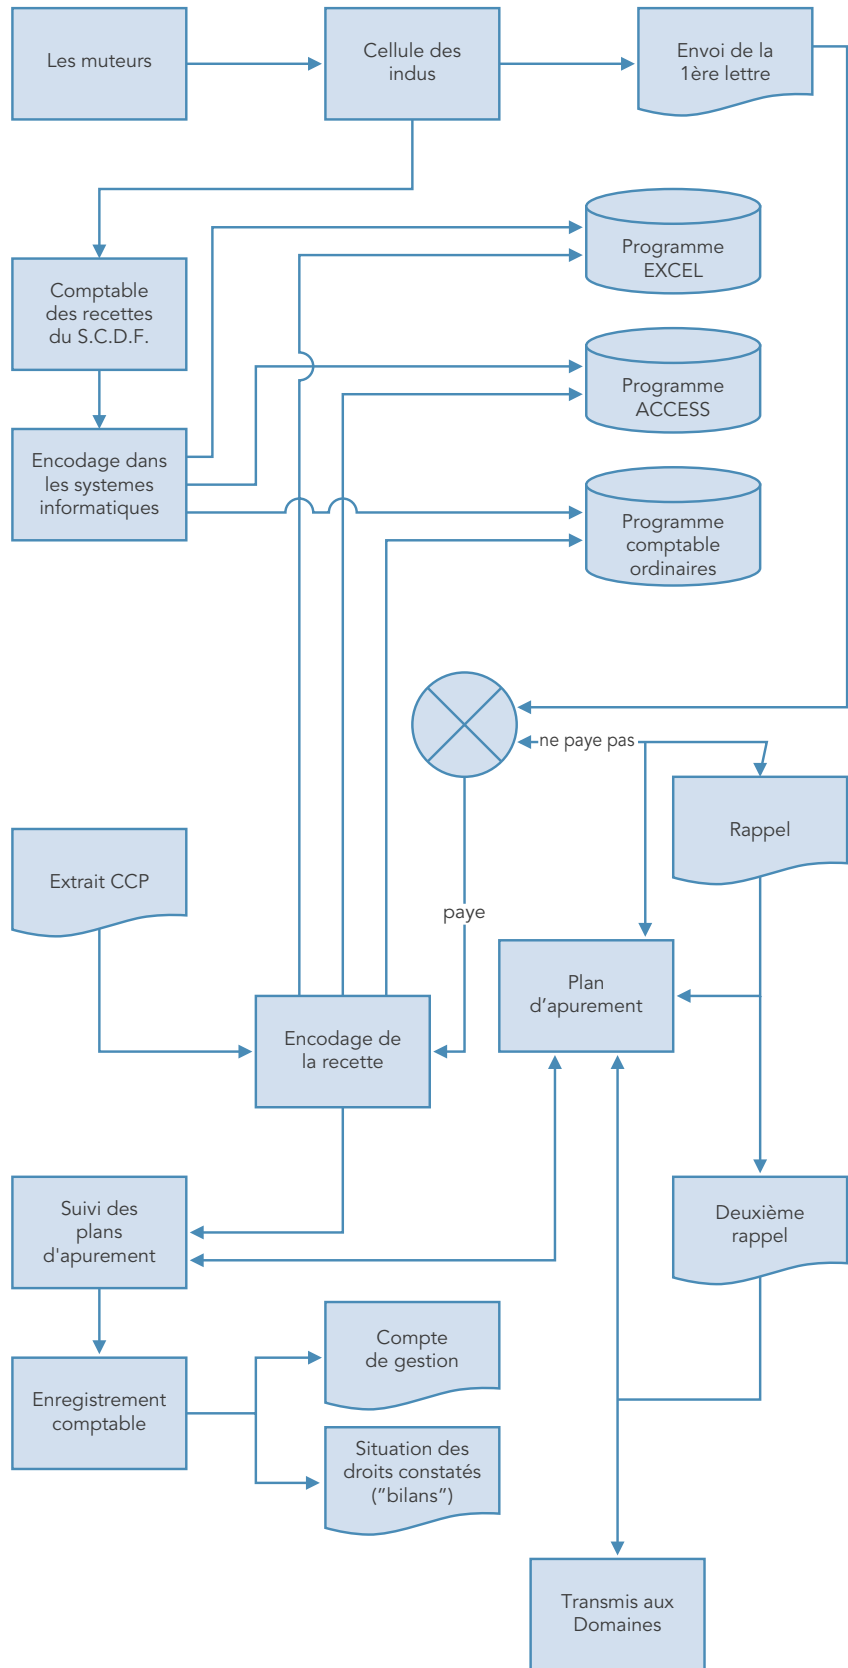 Les muteurs
Cellule des
indus
Envoi de la
1ère lettre
Comptable
des recettes
du S.C.D.F.
Programme
EXCEL
Programme
ACCESS
Encodage dans
les systemes
informatiques
Programme
comptable
ordinaires
ne paye pas
Rappel
Extrait CCP
paye
Plan
d'apurement
Encodage de
la recette
Suivi des
plans
d'apurement
Deuxième
rappel
Compte
de gestion
Enregistrement
comptable
Situation des
droits constatés
("bilans")
Transmis aux
Domaines